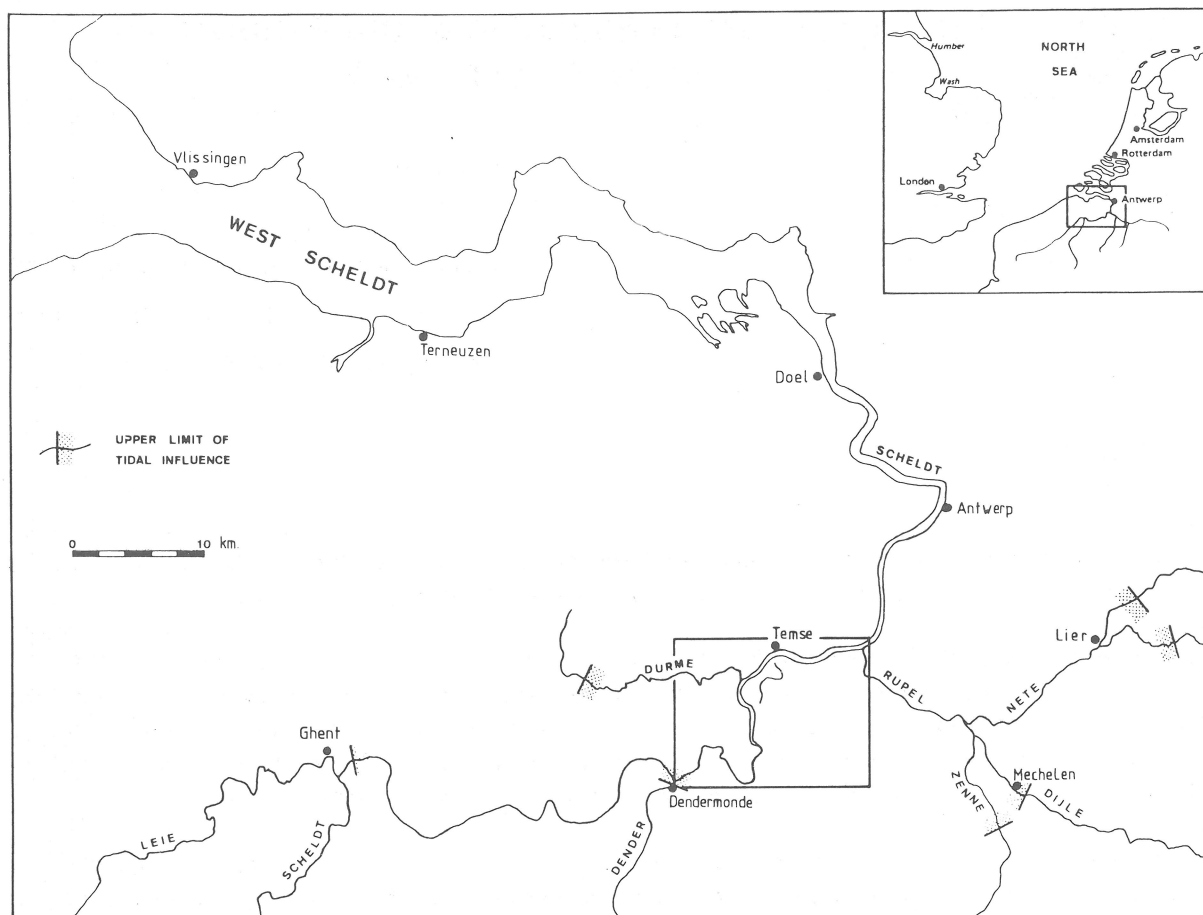 Humber
NORTH
SEA
Wash
Amsterdam
Rotterdam
London
Antwerp
Vlissingen
WEST SCHELDT
Terneuzen
Doel
UPPER LIMIT OF
TIDAL INFLUENCE
SCHELDT
Antwerp
0 10 km.
Temse
Lier
DURME
RUPEL
NETE
Ghent
Dendermonde
ZENNE
Mechelen
DIJLE
LEIE
SCHELDT
DENDER